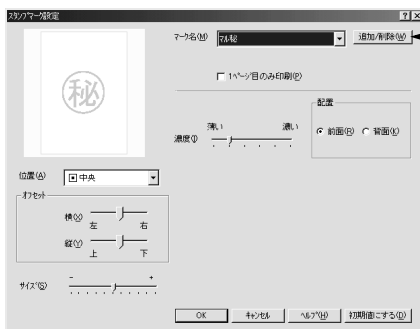 スタンプマーク設定
マーク名(M) マル秘 追加/削除(W)
1ページ目のみ印刷(P)
秘
濃度(I) 薄い 濃い
配置
前面(R) 背面(K)
位置(A) 中央
オフセット
横(X) 左 右
縦(Y) 上 下
サイズ(S) - +
OK キャンセル ヘルプ(H) 初期値にする(D)